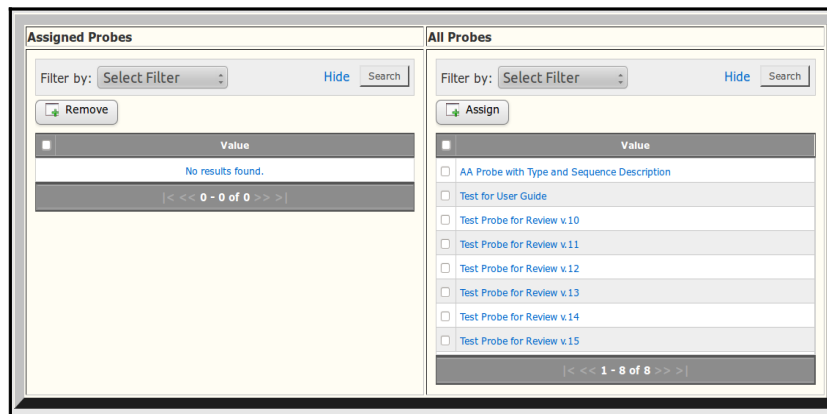 Assigned Probes
Filter by: Select Filter Hide Search
Remove
Value
No results found.
|< << 0 - 0 of 0 >> >|
All Probes
Filter by: Select Filter Hide Search
Assign
Value
AA Probe with Type and Sequence Description
Test for User Guide
Test Probe for Review v.10
Test Probe for Review v.11
Test Probe for Review v.12
Test Probe for Review v.13
Test Probe for Review v.14
Test Probe for Review v.15
|< << 1 - 8 of 8 >> >|